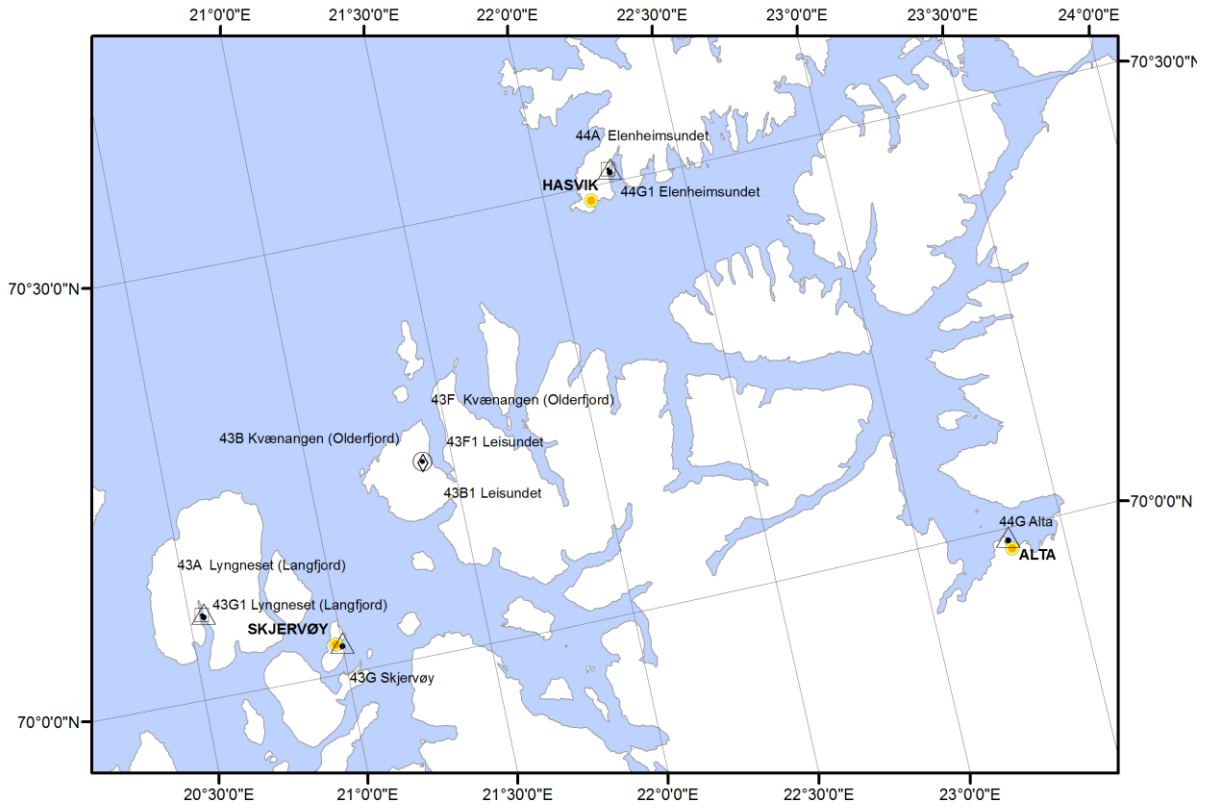 21°0'0"E 21°30'0"E 22°0'0"E 22°30'0"E 23°0'0"E 23°30'0"E 24°0'0"E
70°30'0"N
44A Elenheimsundet
HASVIK
44G1 Elenheimsundet
70°30'0"N
43F Kvænangen (Olderfjord)
43B Kvænangen (Olderfjord)
43F1 Leisundet
43B1 Leisundet
70°0'0"N
44G Alta
ALTA
43A Lyngneset (Langfjord)
43G1 Lyngneset (Langfjord)
SKJERVØY
43G Skjervøy
70°0'0"N
20°30'0"E 21°0'0"E 21°30'0"E 22°0'0"E 22°30'0"E 23°0'0"E